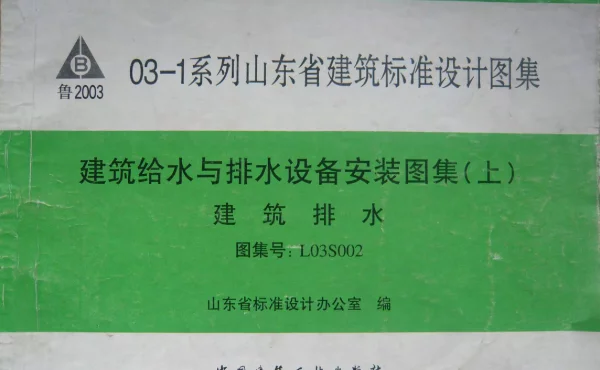 B
鲁2003
03-1系列山东省建筑标准设计图集
建筑给水与排水设备安装图集(上)
建筑排水
图集号: L03S002
山东省标准设计办公室 编